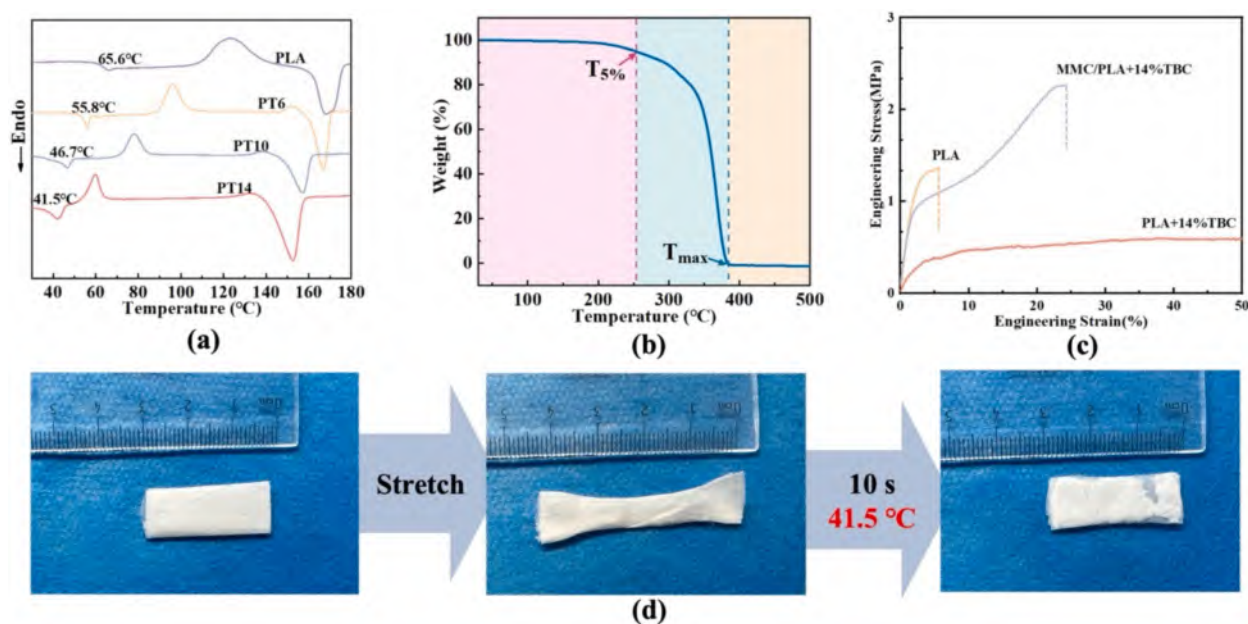 65.6℃
PLA
55.8℃
PT6
46.7℃
PT10
41.5℃
PT14
Endo
40 60 80 100 120 140 160 180
Temperature (℃)
(a)
100
80
60
40
20
0
Weight (%)
T5%
Tmax
100 200 300 400 500
Temperature (℃)
(b)
3
2
1
0
Engineering Stress(MPa)
MMC/PLA+14%TBC
PLA
PLA+14%TBC
0 10 20 30 40 50
Engineering Strain(%)
(c)
Stretch
10 s
41.5 ℃
(d)